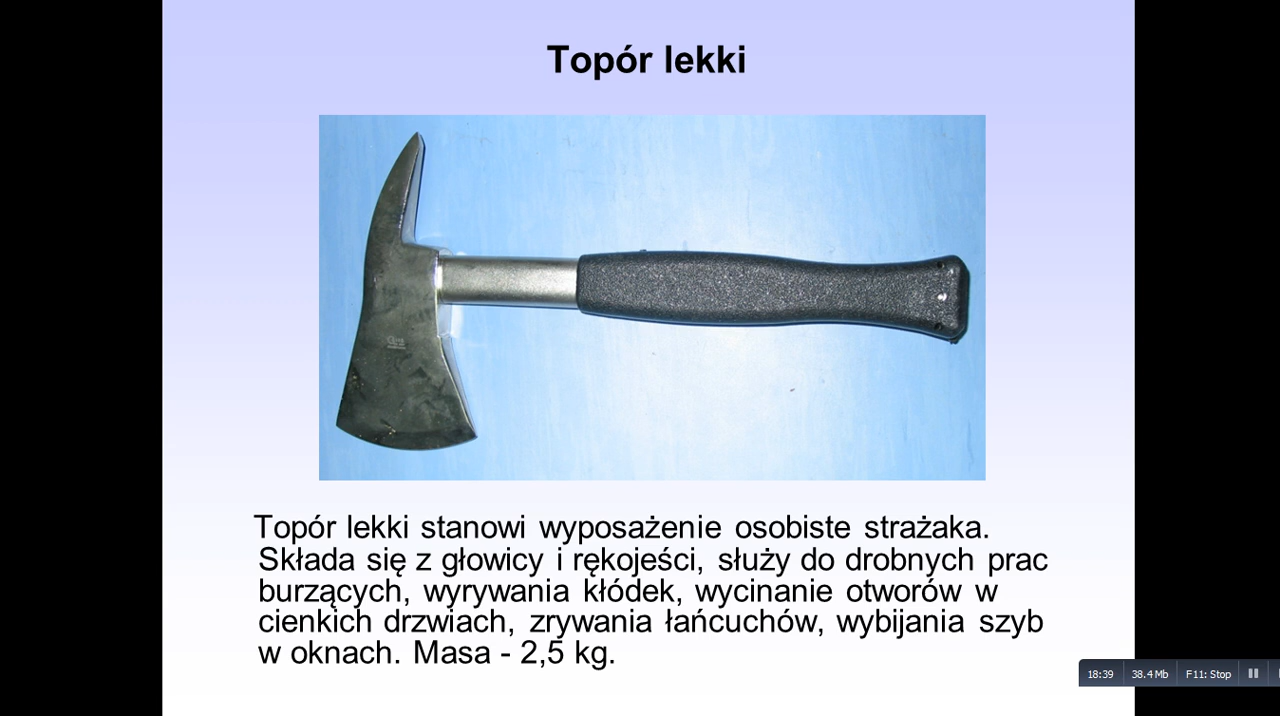 Topór lekki
Topór lekki stanowi wyposażenie osobiste strażaka.
Składa się z głowicy i rękojeści, służy do drobnych prac
burzących, wyrywania kłódek, wycinanie otworów w
cienkich drzwiach, zrywania łańcuchów, wybijania szyb
w oknach. Masa - 2,5 kg.
18:39 38.4 Mb F11: Stop